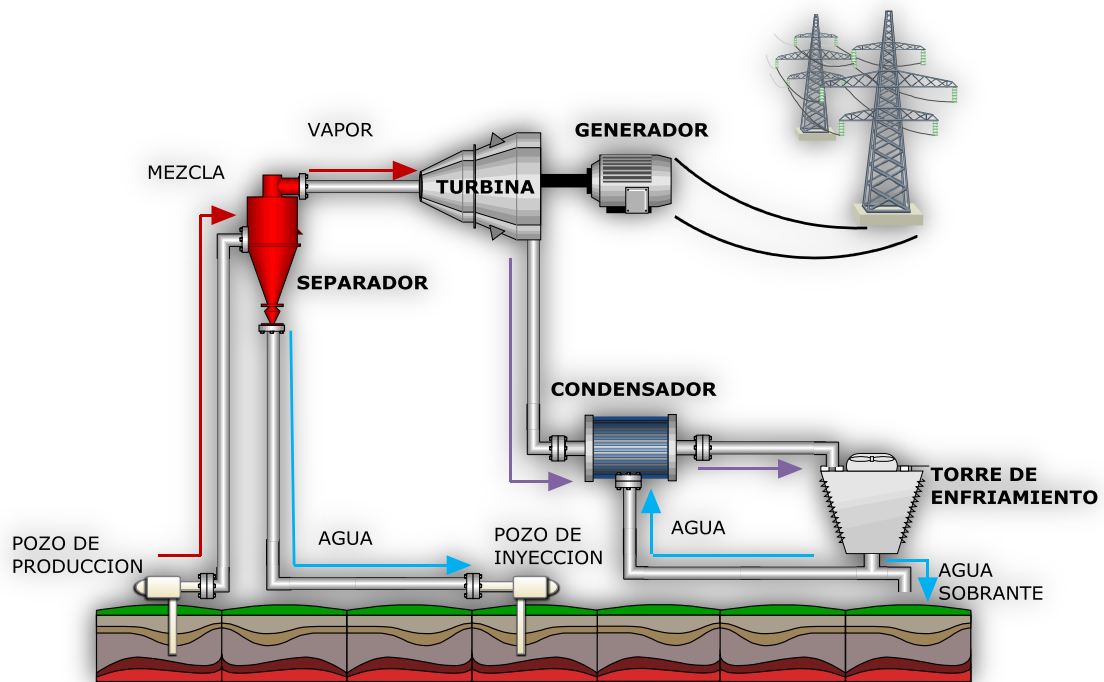 VAPOR
GENERADOR
MEZCLA
TURBINA
SEPARADOR
CONDENSADOR
TORRE DE
ENFRIAMIENTO
AGUA
POZO DE
INYECCION
AGUA
POZO DE
PRODUCCION
AGUA
SOBRANTE